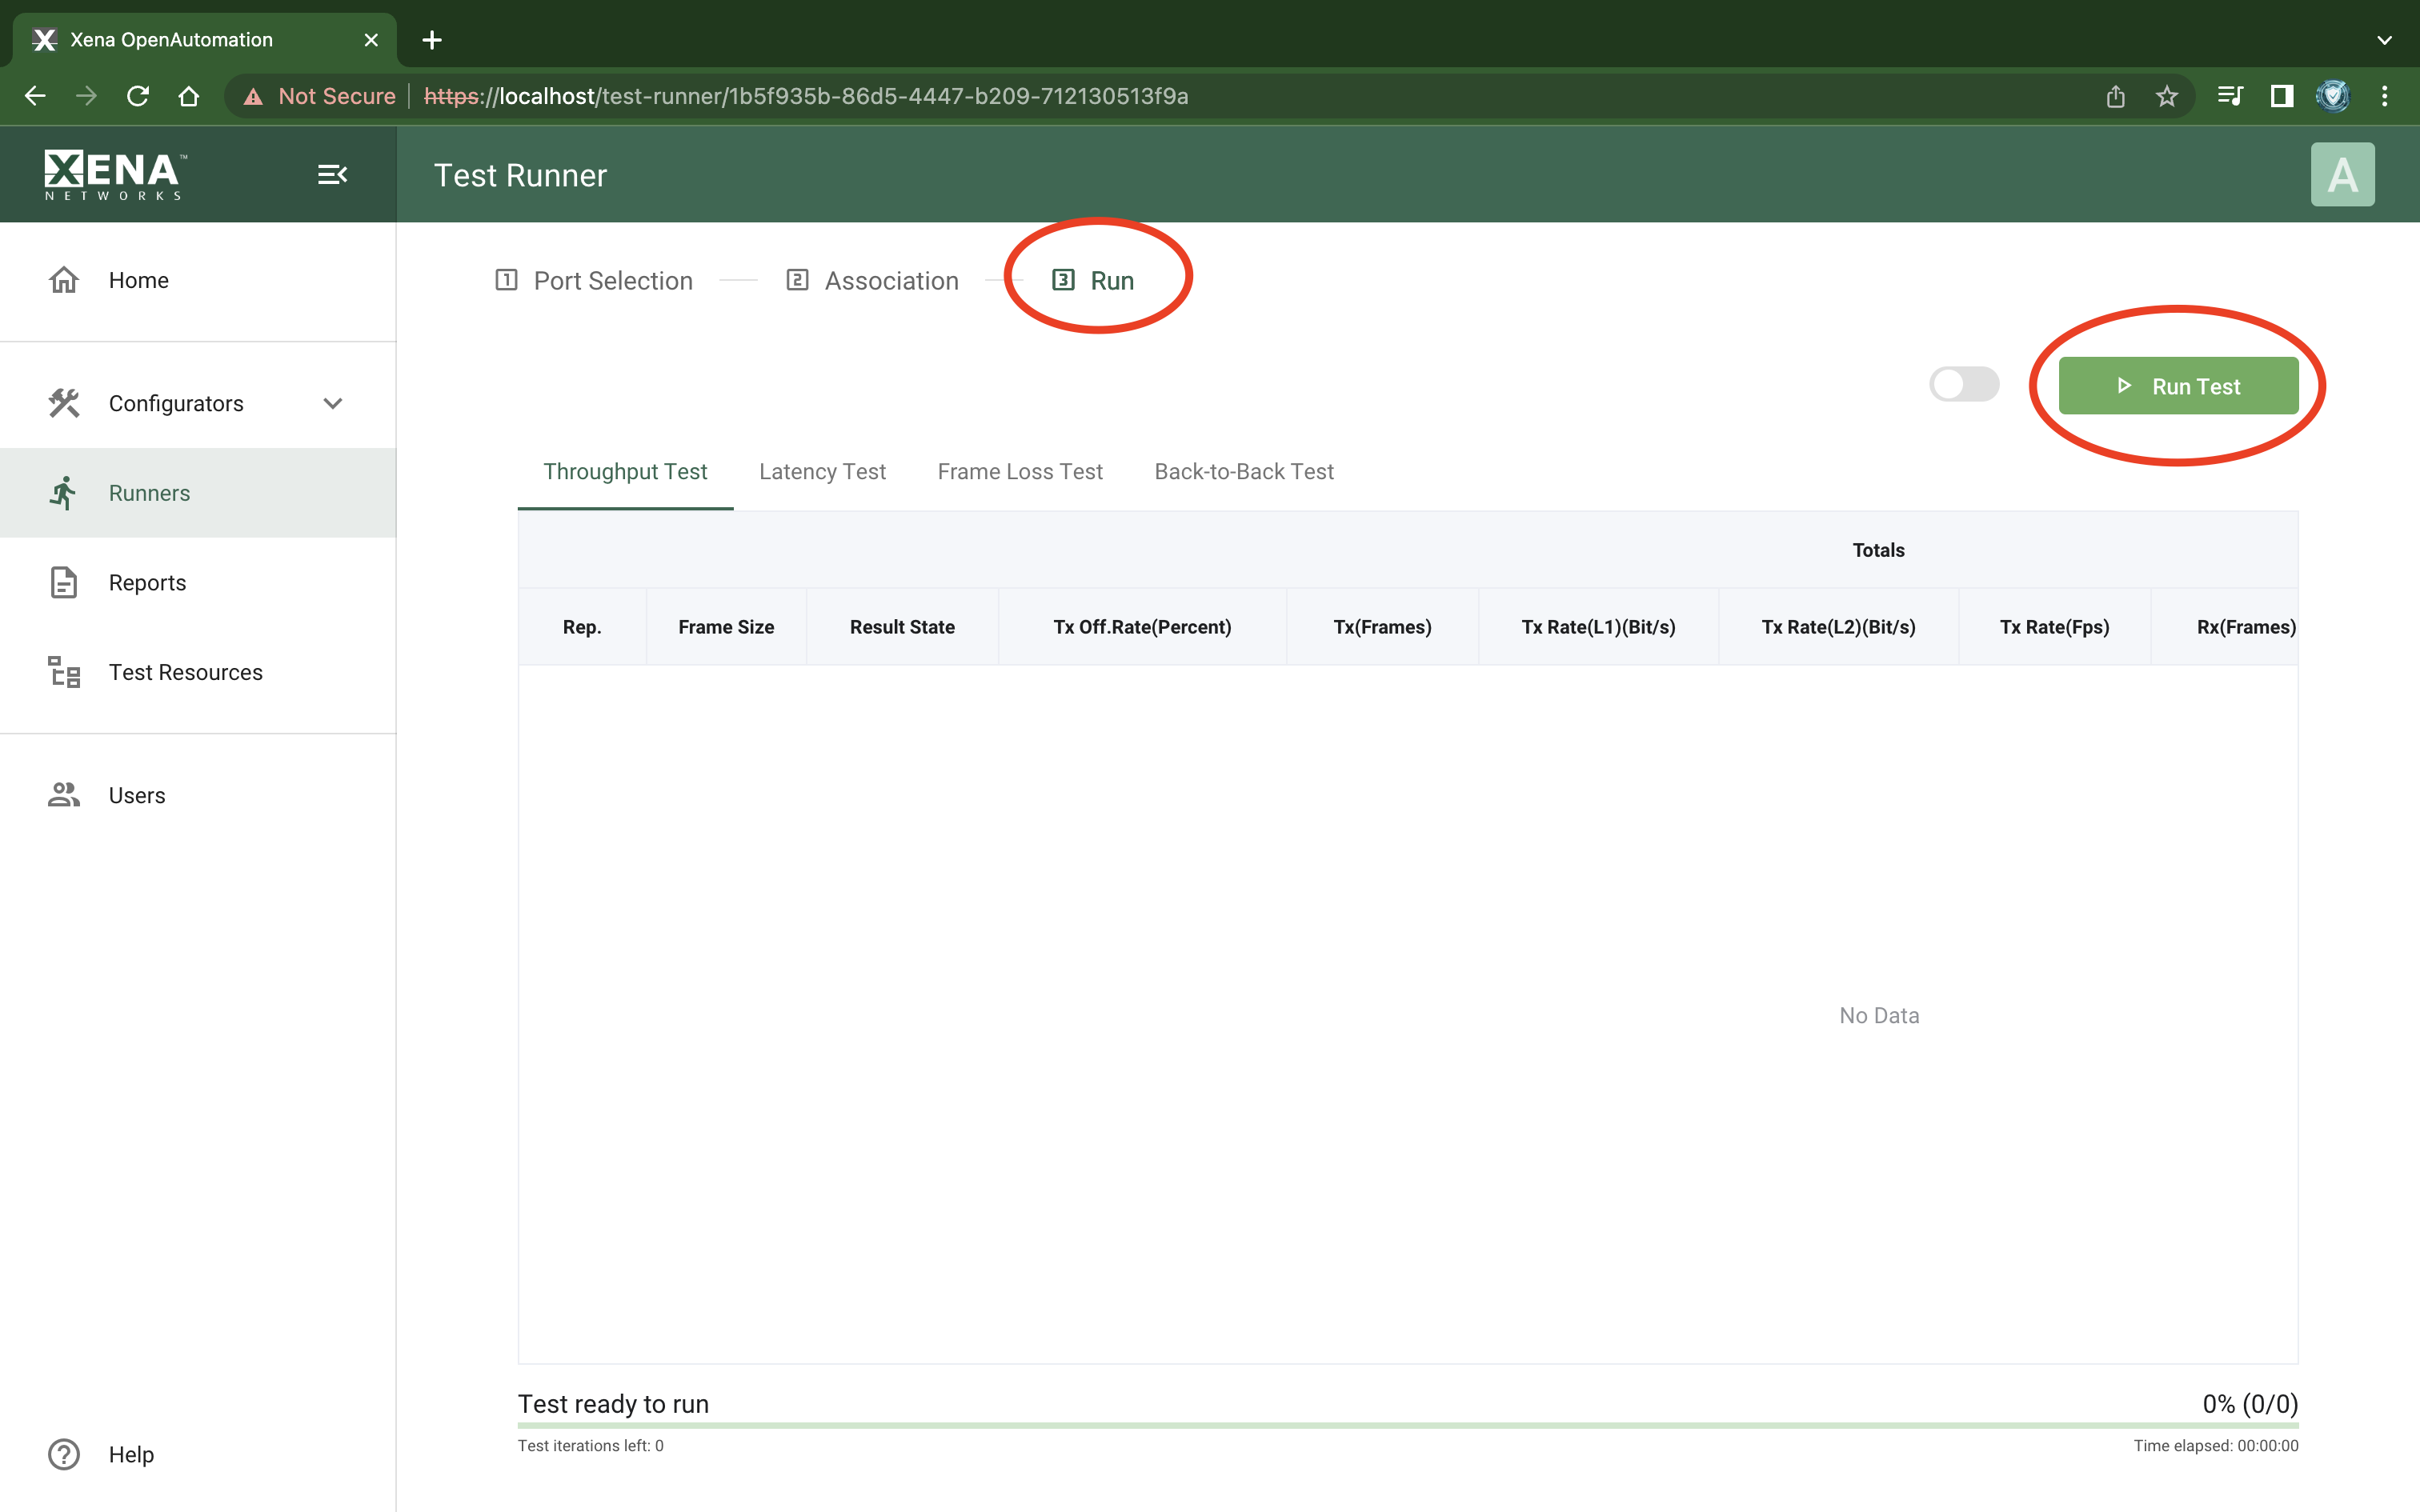 Xena OpenAutomation
Not Secure https://localhost/test-runner/1b5f935b-86d5-4447-b209-712130513f9a
XENA™
NETWORKS
Test Runner
A
Home
Configurators
Runners
Reports
Test Resources
Users
Help
1 Port Selection 2 Association 3 Run
Run Test
Throughput Test Latency Test Frame Loss Test Back-to-Back Test
Totals
Rep. Frame Size Result State Tx Off.Rate(Percent) Tx(Frames) Tx Rate(L1)(Bit/s) Tx Rate(L2)(Bit/s) Tx Rate(Fps) Rx(Frames)
No Data
Test ready to run 0% (0/0)
Test iterations left: 0 Time elapsed: 00:00:00